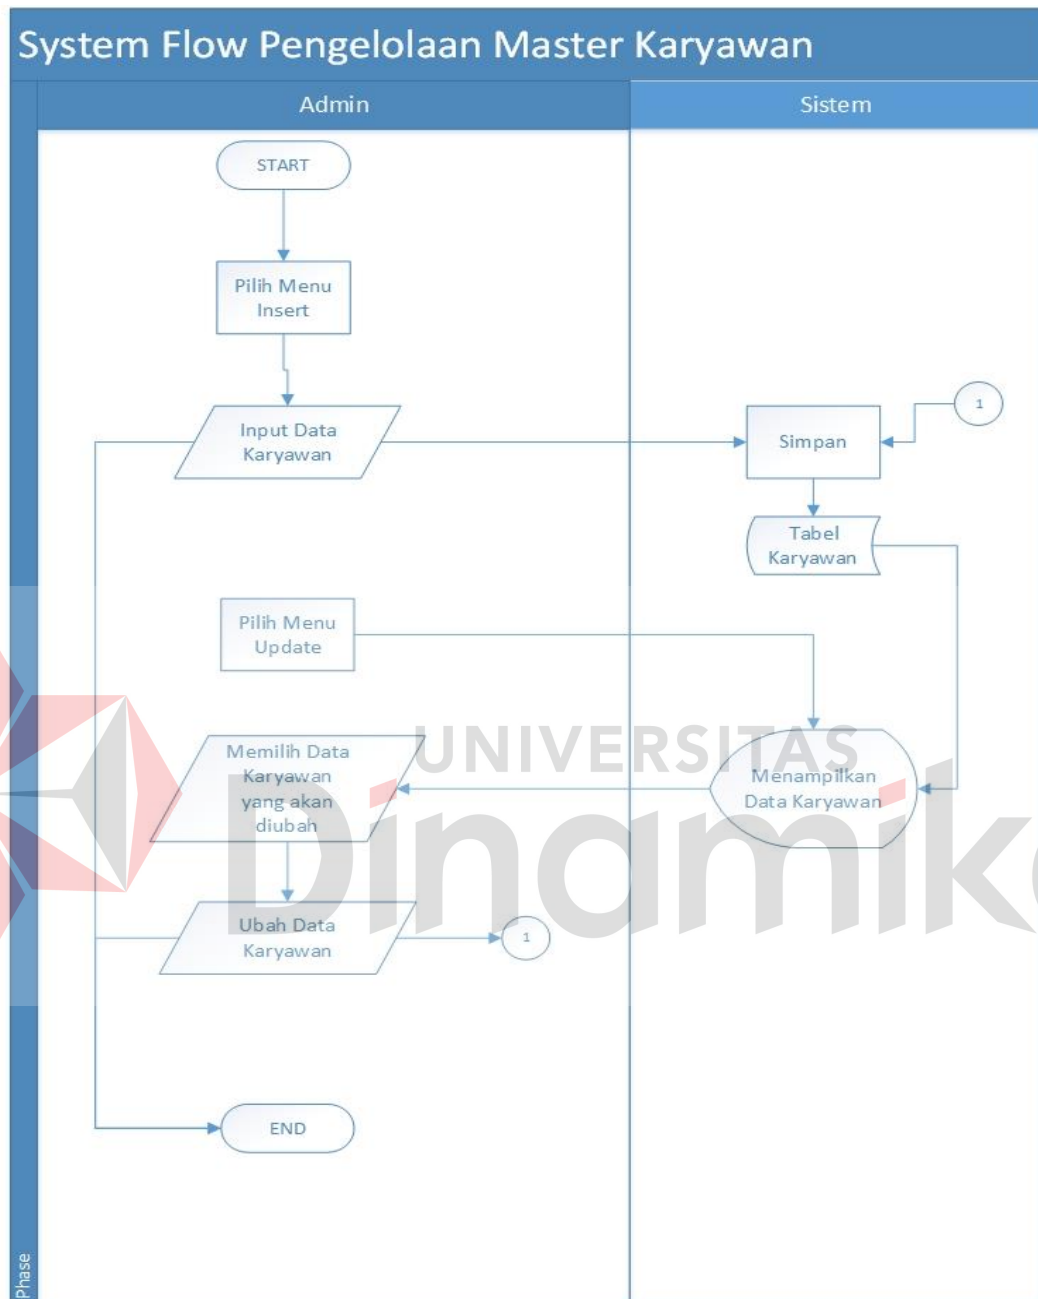 System Flow Pengelolaan Master Karyawan
Admin
Sistem
START
Pilih Menu
Insert
1
Input Data
Karyawan
Simpan
Tabel
Karyawan
Pilih Menu
Update
UNIVERSITAS
Dinamika
Memilih Data
Karyawan
yang akan
diubah
Menampilkan
Data Karyawan
Ubah Data
Karyawan
1
END
Phase